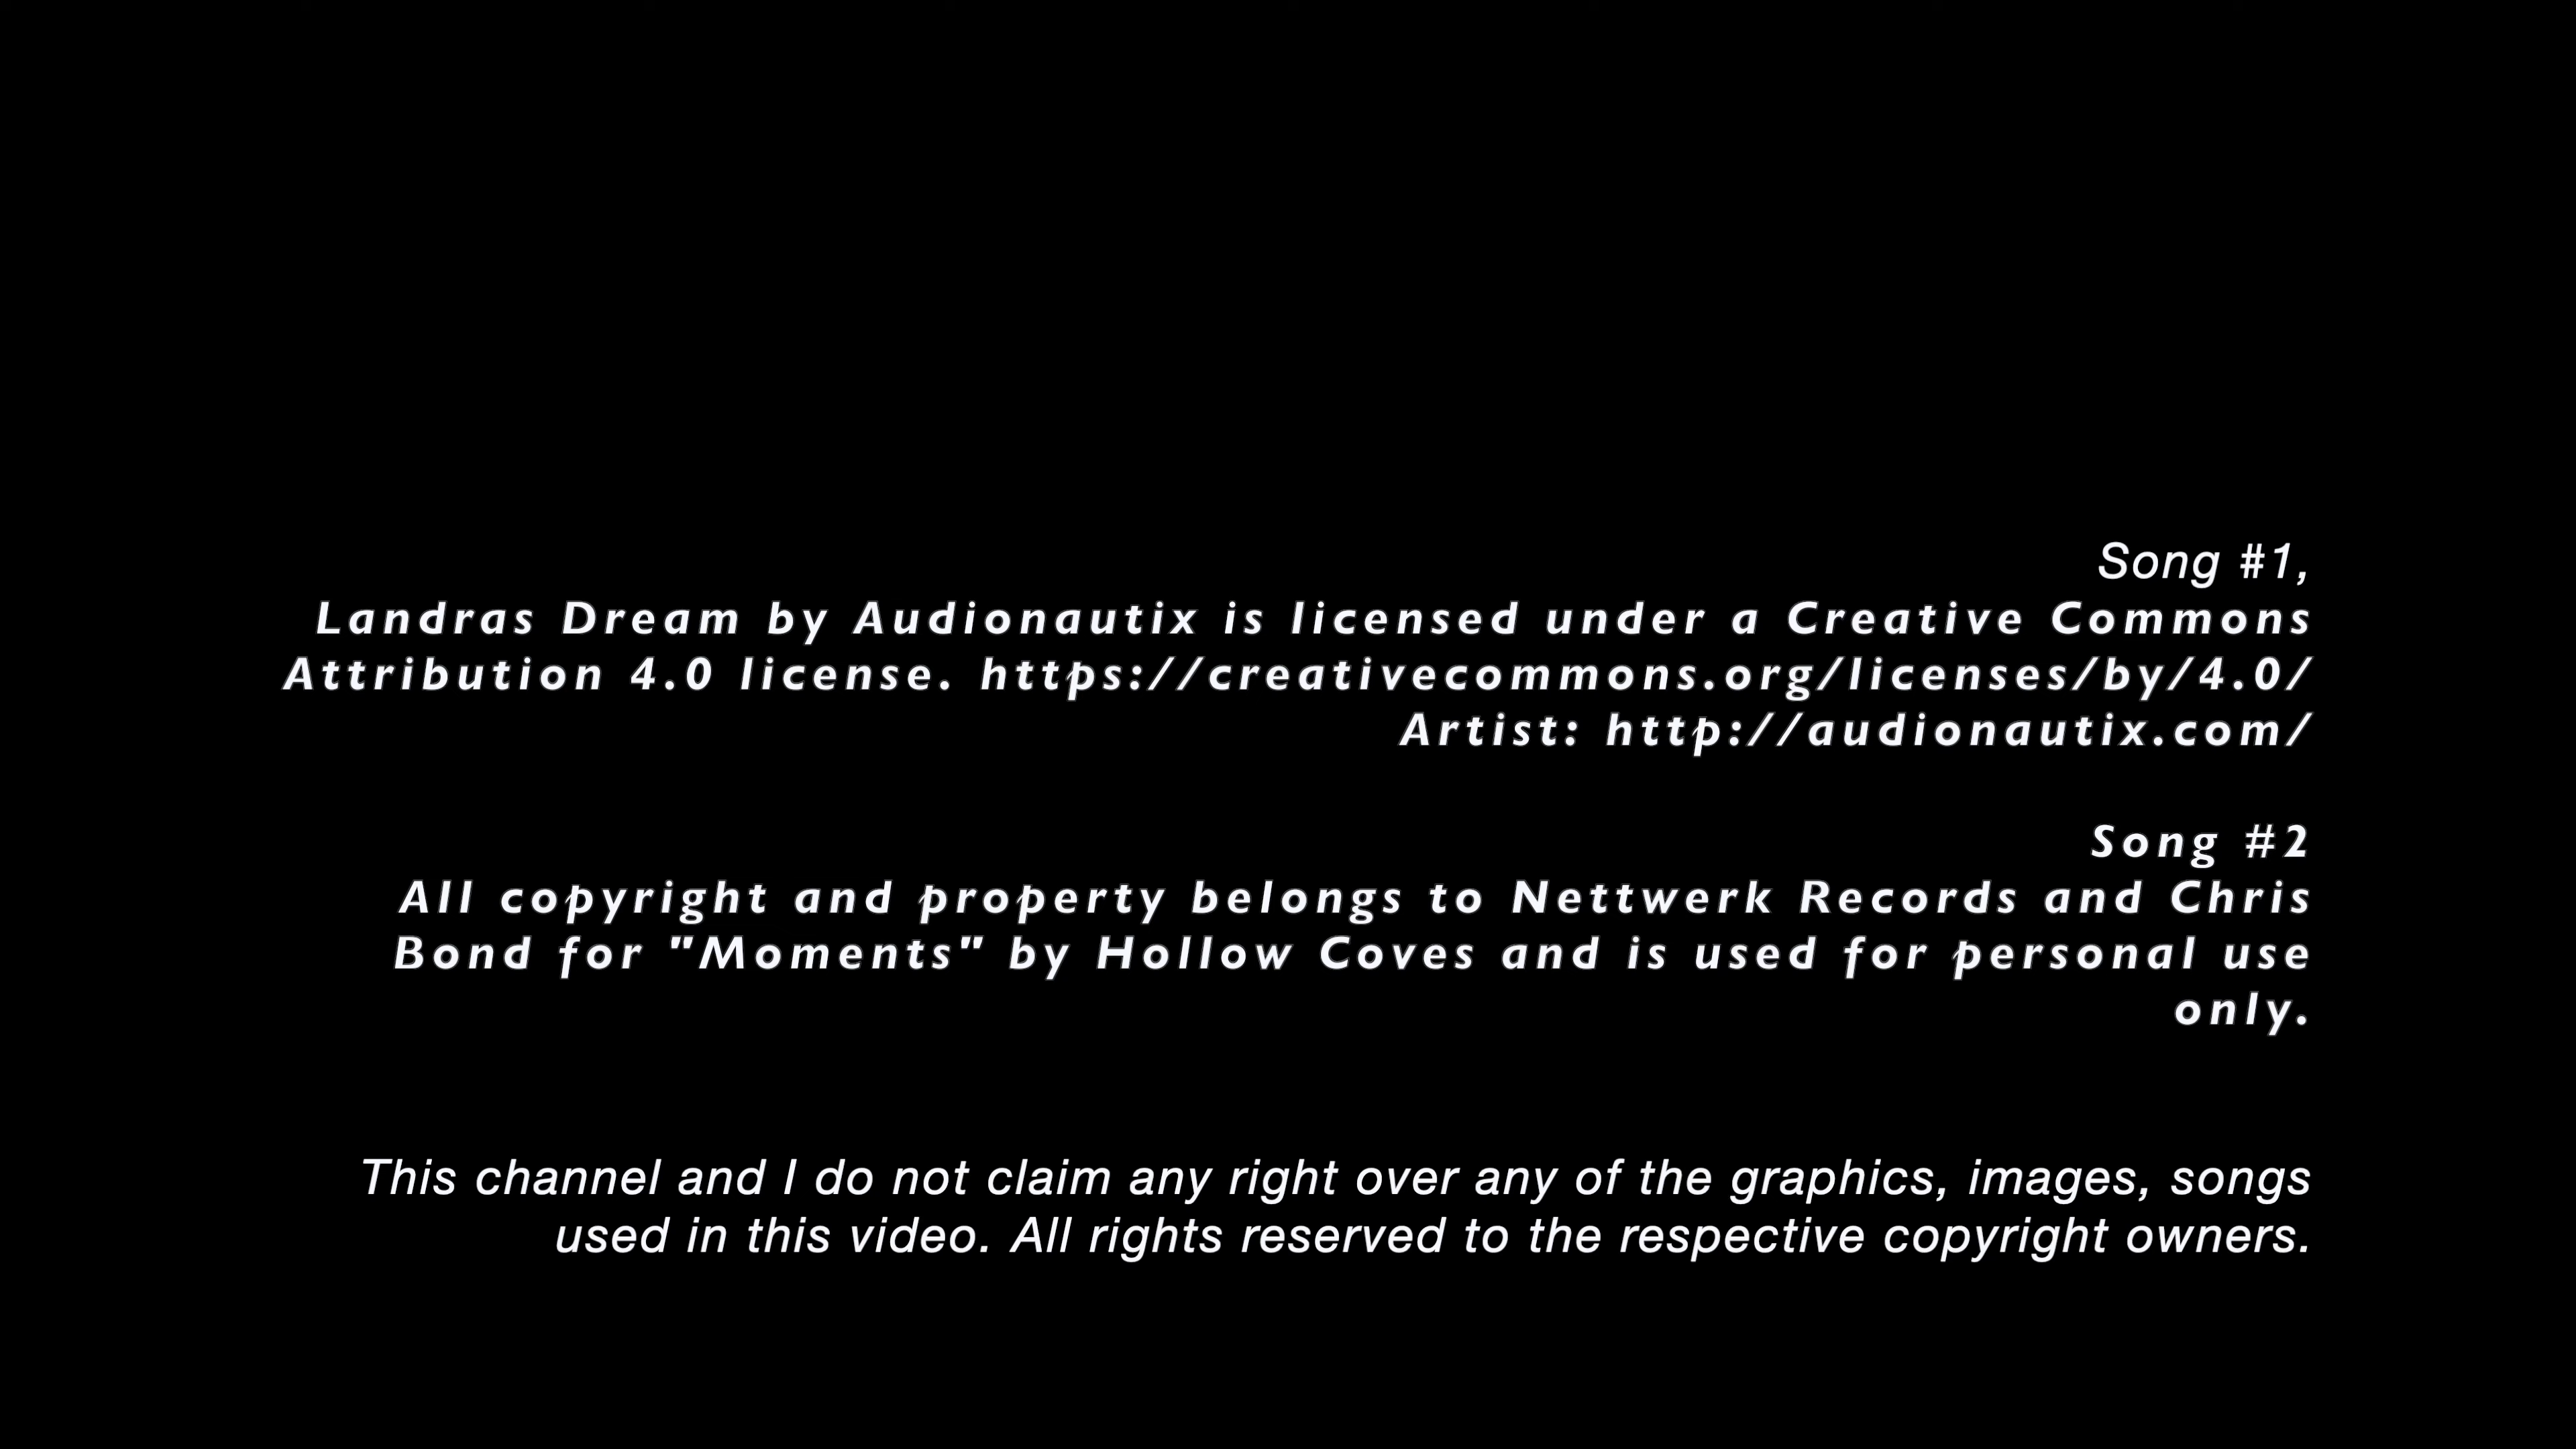 Song #1,
Landras Dream by Audionautix is licensed under a Creative Commons
Attribution 4.0 license. https://creativecommons.org/licenses/by/4.0/
Artist: http://audionautix.com/
Song #2
All copyright and property belongs to Nettwerk Records and Chris
Bond for "Moments" by Hollow Coves and is used for personal use
only.
This channel and I do not claim any right over any of the graphics, images, songs
used in this video. All rights reserved to the respective copyright owners.